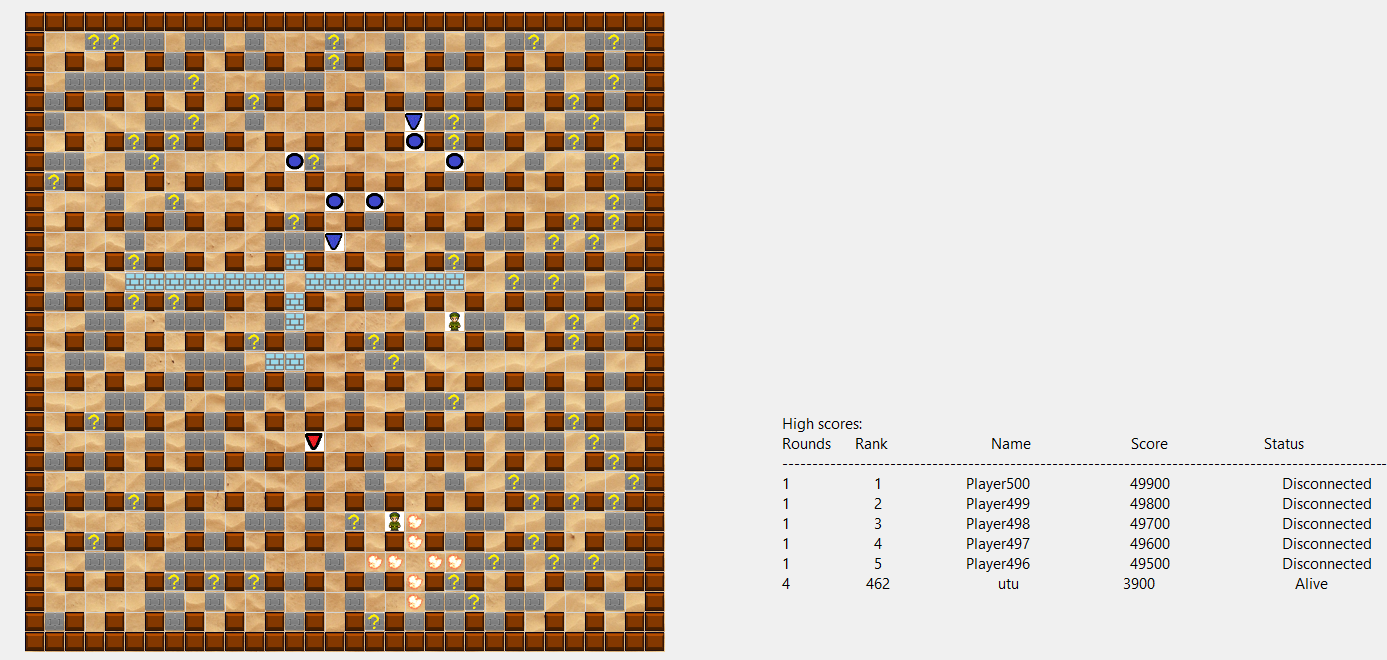 High scores:
Rounds Rank Name Score Status
1 1 Player500 49900 Disconnected
1 2 Player499 49800 Disconnected
1 3 Player498 49700 Disconnected
1 4 Player497 49600 Disconnected
1 5 Player496 49500 Disconnected
4 462 utu 3900 Alive